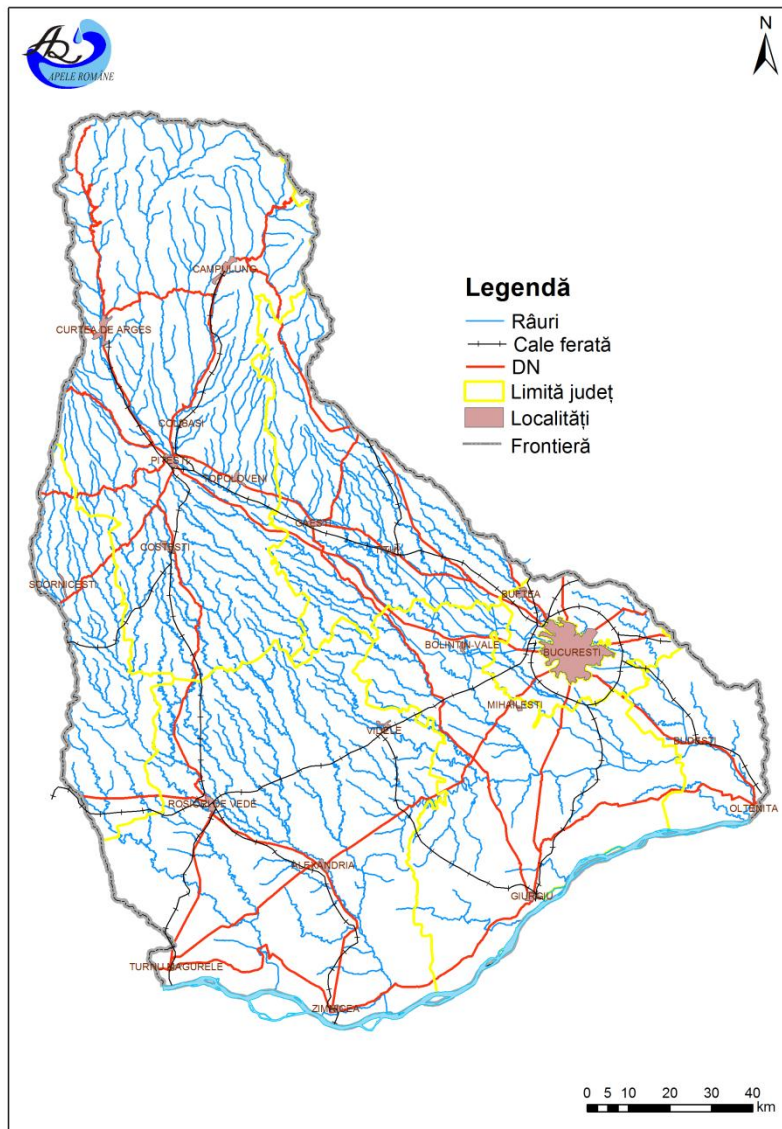 APELE ROMÂNE
N
CAMPULUNG
CURTEA DE ARGES
Legendă
Râuri
Cale ferată
DN
Limită județ
Localități
Frontieră
COLIBASI
PITESTI
TOPOLOVENI
GAESTI
COSTESTI
TITU
SCORNICESTI
BUFTEA
BOLINTIN-VALE
BUCURESTI
MIHAILESTI
VIDELE
BUDESTI
ROSIORI DE VEDE
OLTENITA
ALEXANDRIA
GIURGIU
TURNU MAGURELE
ZIMNICEA
0 5 10 20 30 40
km